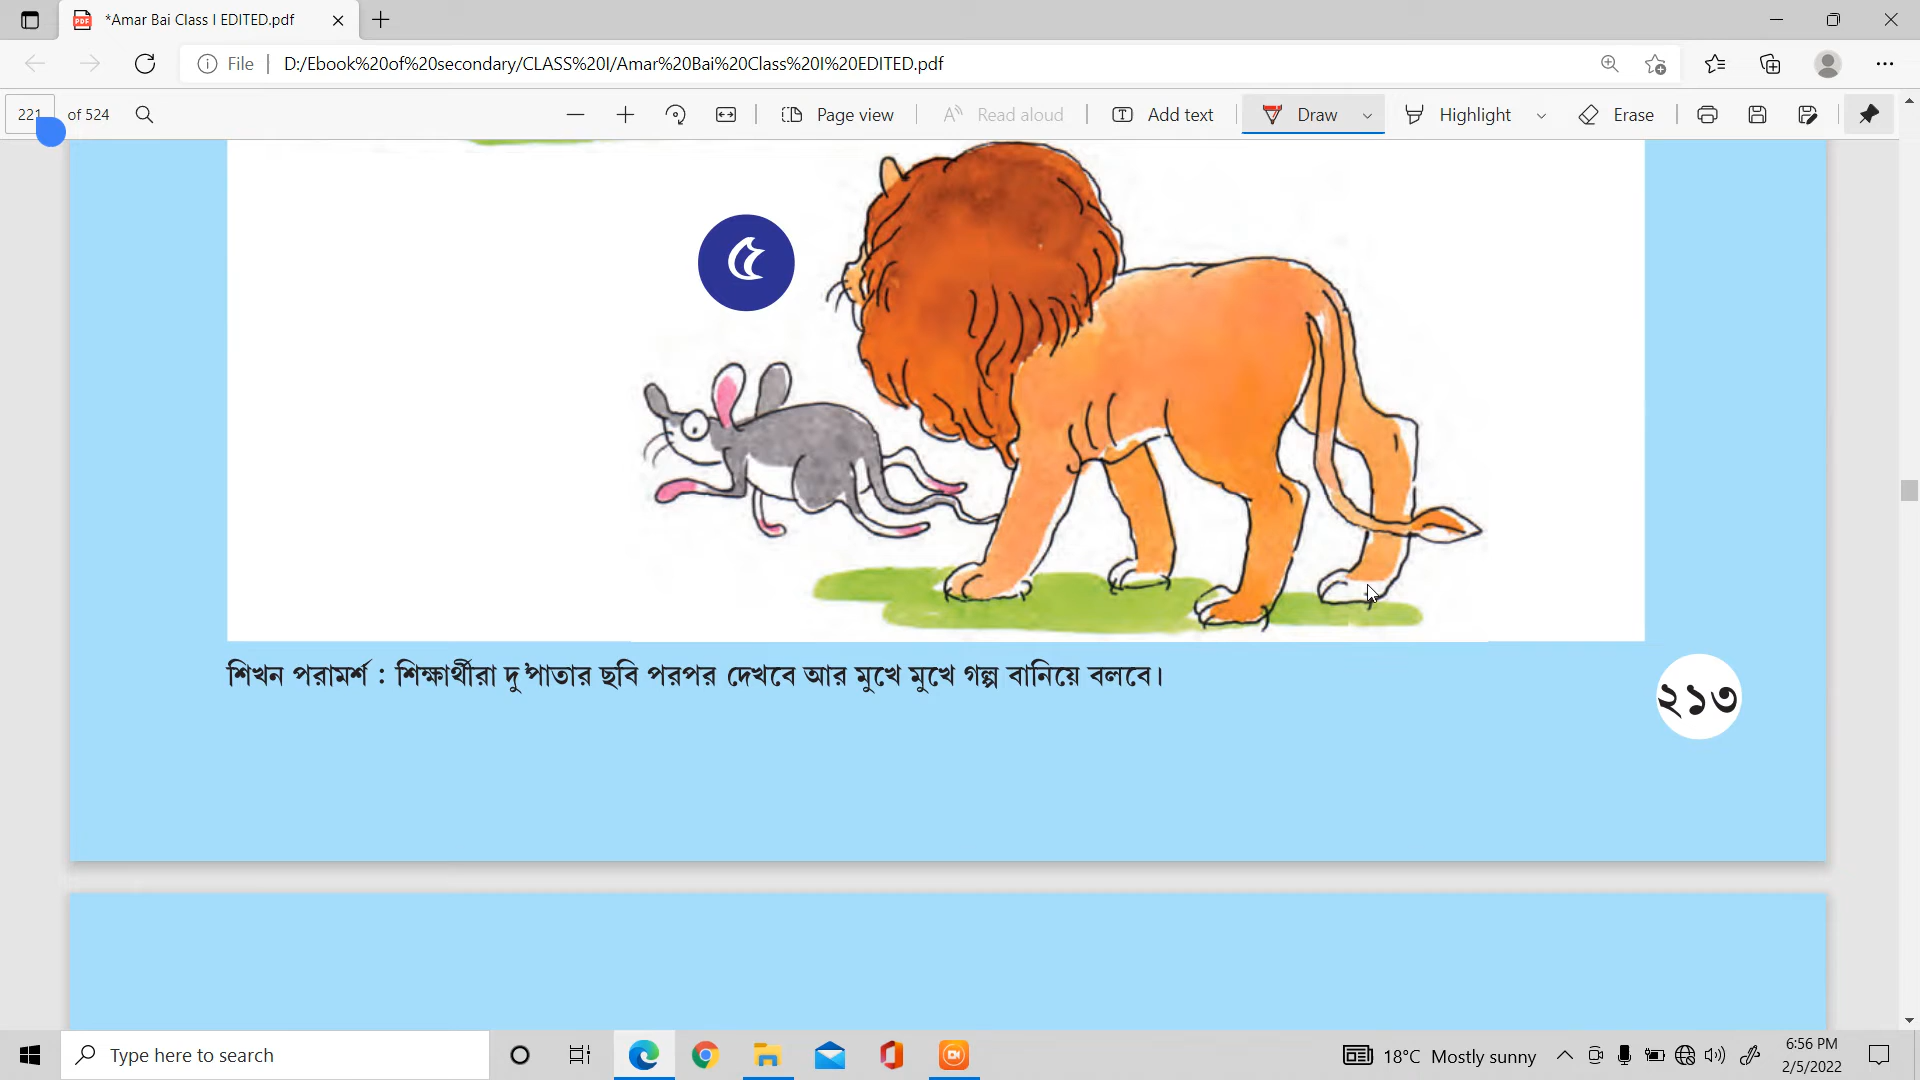 *Amar Bai Class I EDITED.pdf
File
D:/Ebook%20of%20secondary/CLASS%20I/Amar%20Bai%20Class%20I%20EDITED.pdf
221 of 524
Page view
Read aloud
Add text
Draw
Highlight
Erase
৫
শিখন পরামর্শ : শিক্ষার্থীরা দু'পাতার ছবি পরপর দেখবে আর মুখে মুখে গল্প বানিয়ে বলবে।
২১৩
Type here to search
18°C Mostly sunny
6:56 PM
2/5/2022